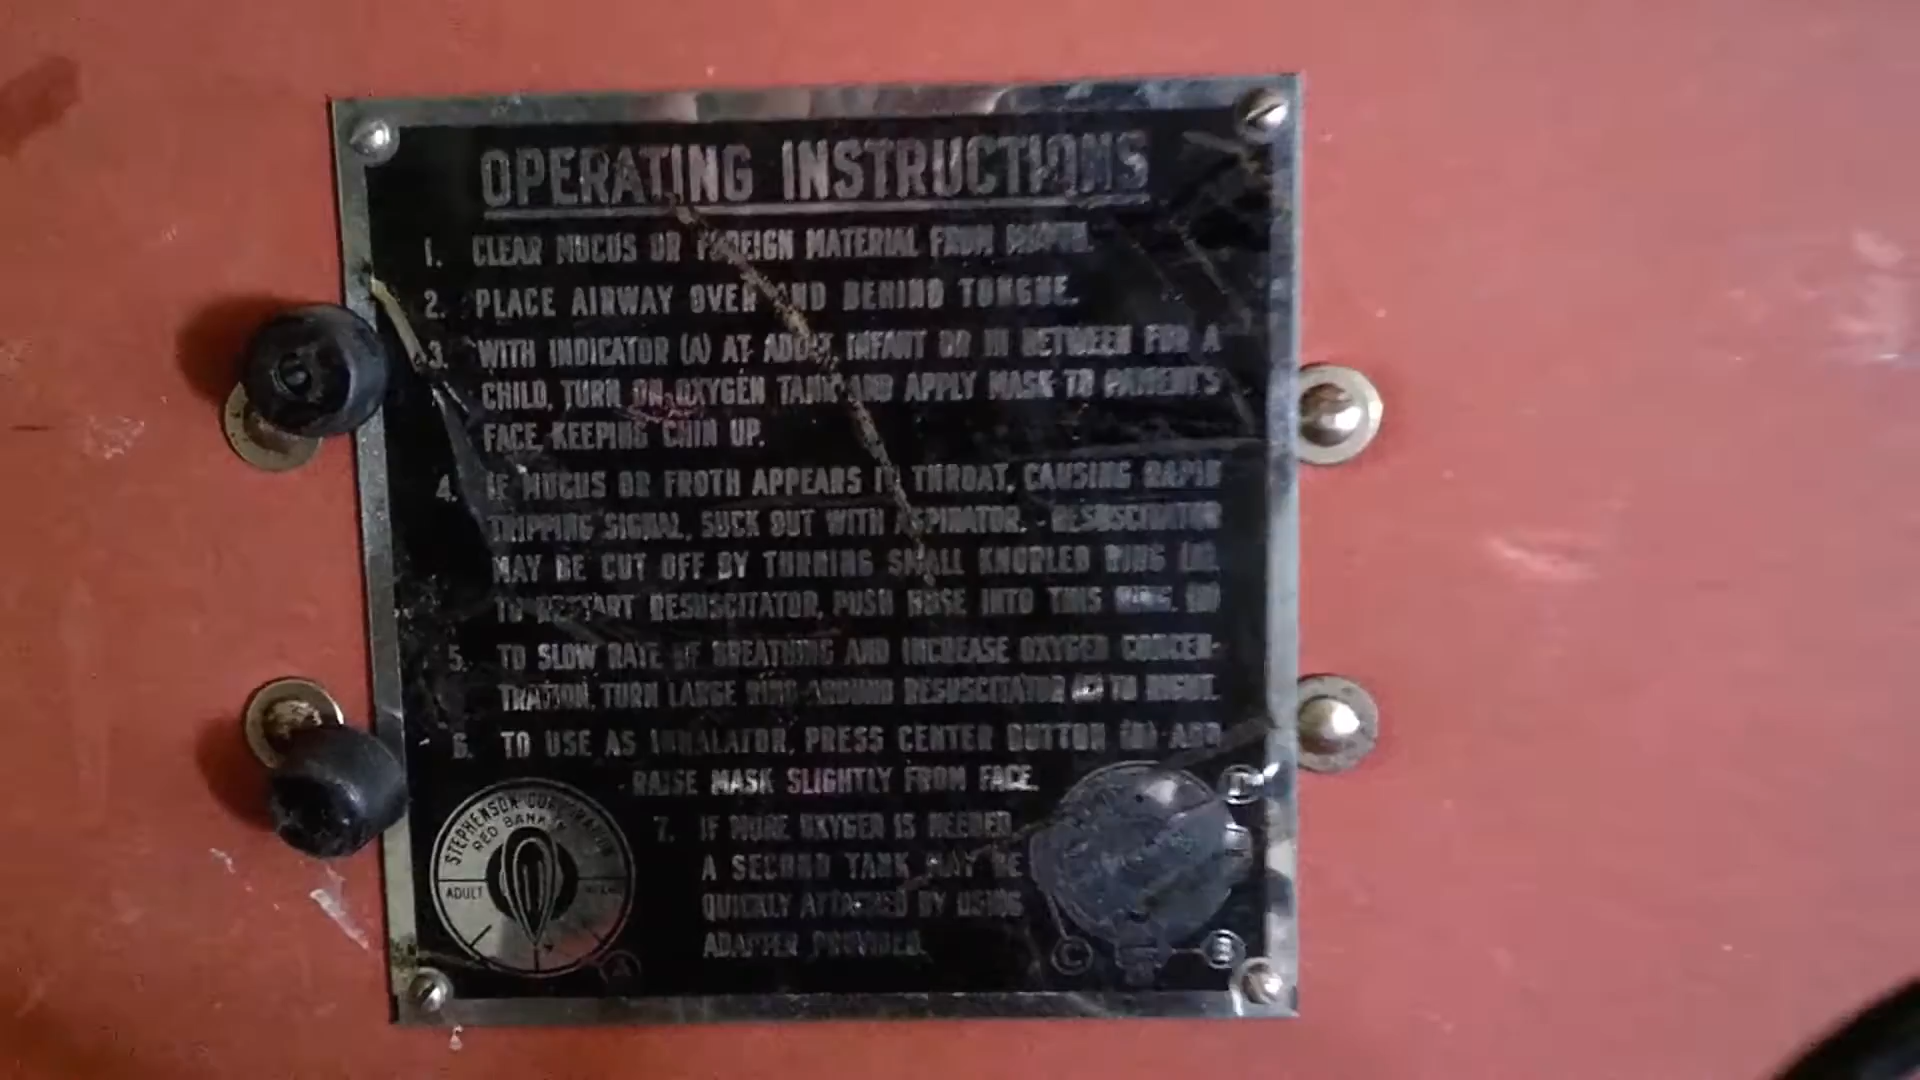 OPERATING INSTRUCTIONS
1. CLEAR MUCUS OR FOREIGN MATERIAL FROM MOUTH.
2. PLACE AIRWAY OVER AND BEHIND TONGUE.
3. WITH INDICATOR (A) AT ADULT, INFANT OR IN BETWEEN FOR A
CHILD, TURN ON OXYGEN TANK AND APPLY MASK TO PATIENT'S
FACE, KEEPING CHIN UP.
4. IF MUCUS OR FROTH APPEARS IN THROAT, CAUSING RAPID
TRIPPING SIGNAL, SUCK OUT WITH ASPIRATOR. RESUSCITATOR
MAY BE CUT OFF BY TURNING SMALL KNURLED RING
TO RESTART RESUSCITATOR, PUSH HOSE INTO THIS RING.
5. TO SLOW RATE OF BREATHING AND INCREASE OXYGEN CONCEN-
TRATION, TURN LARGE RING AROUND RESUSCITATOR TO RIGHT.
6. TO USE AS INHALATOR, PRESS CENTER BUTTON AND
RAISE MASK SLIGHTLY FROM FACE.
7. IF MORE OXYGEN IS NEEDED
A SECOND TANK MAY BE
QUICKLY ATTACHED BY USING
ADAPTER PROVIDED.
STEPHENSON CORPORATION
RED BANK N
ADULT
A
C
B
D